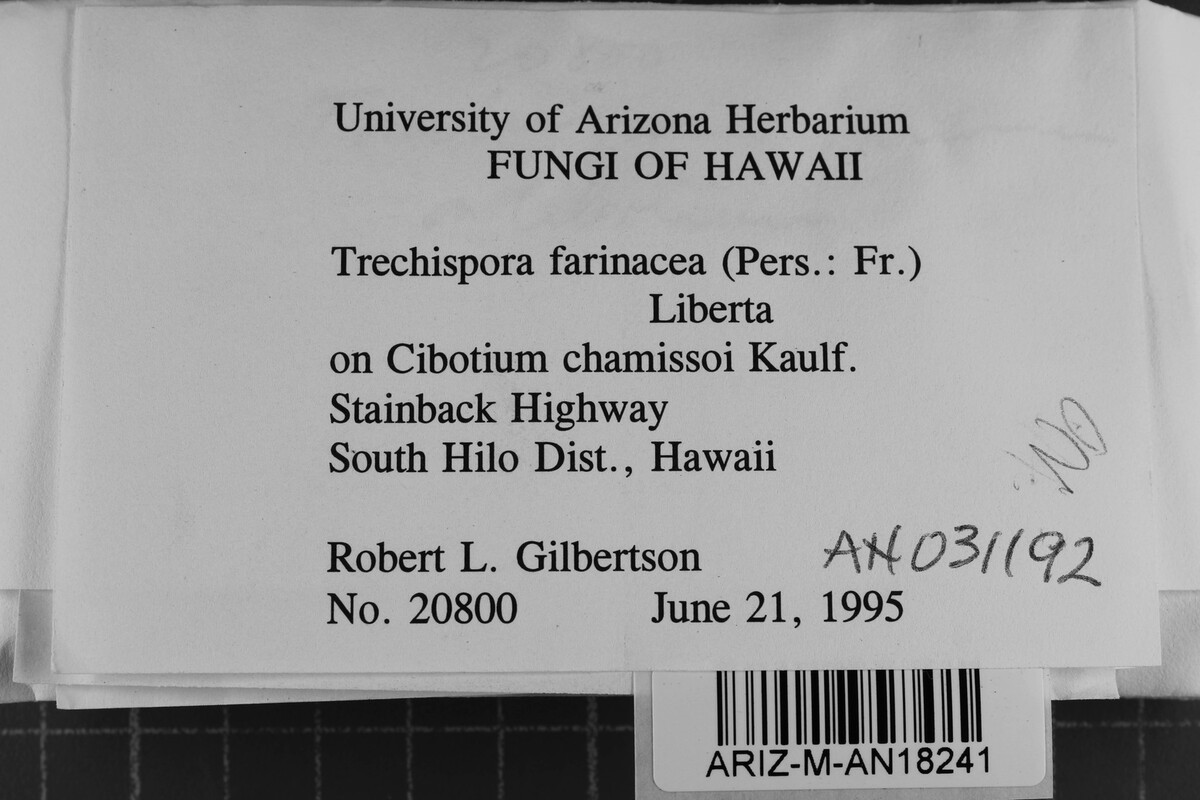 University of Arizona Herbarium
FUNGI OF HAWAII
Trechispora farinacea (Pers.: Fr.)
Liberta
on Cibotium chamissoi Kaulf.
Stainback Highway
South Hilo Dist., Hawaii
Robert L. Gilbertson
AN031192
No. 20800 June 21, 1995
ARIZ-M-AN18241